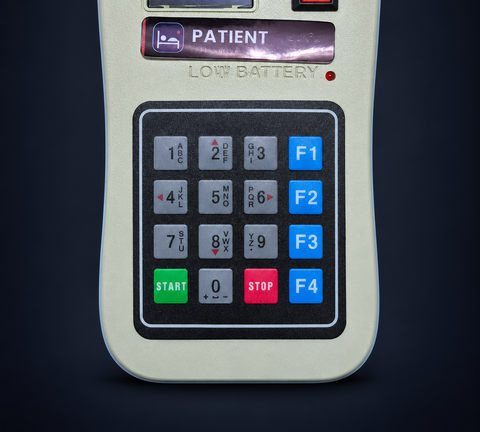 PATIENT
LOW BATTERY
1 ABC 2 DEF GHI 3 F1
4 JKL 5 MNO PQR 6 F2
7 STU 8 VWX YZ. 9 F3
START 0 + ␣ - STOP F4